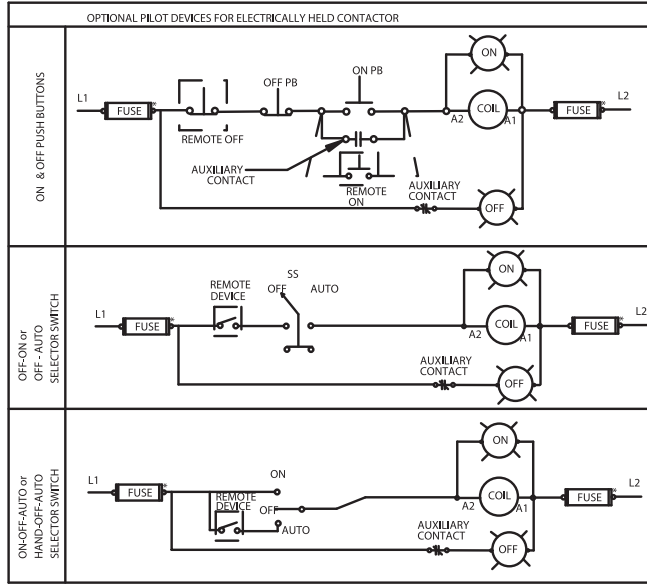 OPTIONAL PILOT DEVICES FOR ELECTRICALLY HELD CONTACTOR
ON & OFF PUSH BUTTONS
ON
ON PB
OFF PB
L1
FUSE*
COIL
A2
A1
FUSE*
L2
REMOTE OFF
AUXILIARY
CONTACT
REMOTE
ON
AUXILIARY
CONTACT
OFF
OFF-ON or
OFF - AUTO
SELECTOR SWITCH
ON
SS
REMOTE
DEVICE
OFF
AUTO
L1
FUSE*
COIL
A2
A1
FUSE*
L2
AUXILIARY
CONTACT
OFF
ON-OFF-AUTO or
HAND-OFF-AUTO
SELECTOR SWITCH
ON
ON
L1
FUSE*
REMOTE
DEVICE
OFF
AUTO
COIL
A2
A1
FUSE*
L2
AUXILIARY
CONTACT
OFF